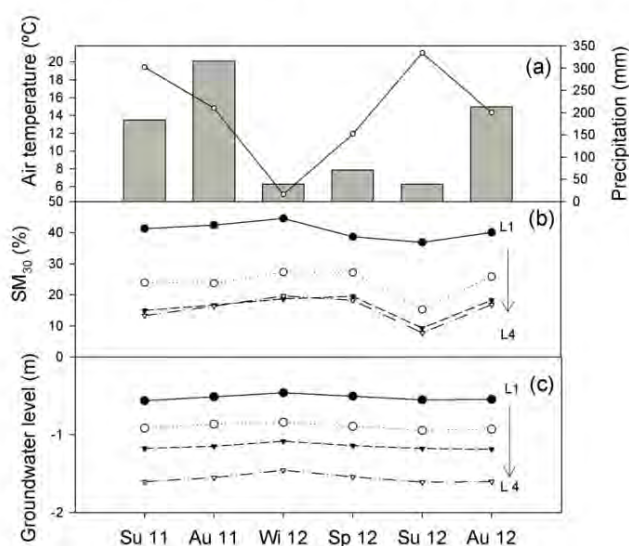 Air temperature (ºC)
20
18
16
14
12
10
8
6
(a)
350
300
250
200
150
100
50
0
Precipitation (mm)
SM30 (%)
50
40
30
20
10
0
(b)
L1
L4
Groundwater level (m)
-1
-2
(c)
L1
L 4
Su 11 Au 11 Wi 12 Sp 12 Su 12 Au 12